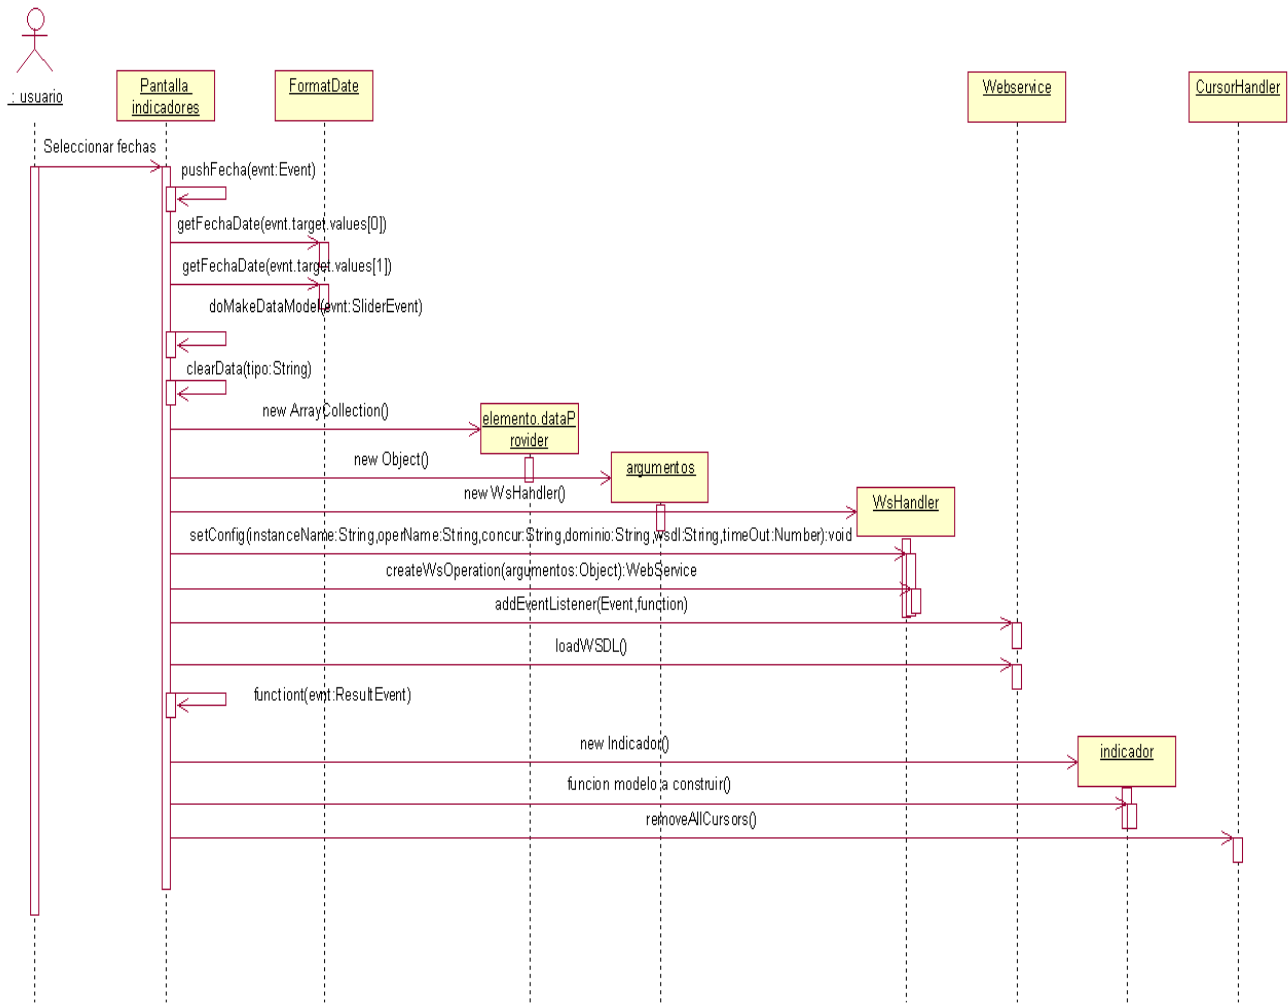 : usuario
Pantalla
indicadores
FormatDate
Webservice
CursorHandler
Seleccionar fechas
pushFecha(evnt:Event)
getFechaDate(evnt.target.values[0])
getFechaDate(evnt.target.values[1])
doMakeDataModel(evnt:SliderEvent)
clearData(tipo:String)
new ArrayCollection()
elemento.dataP
rovider
new Object()
argumentos
new WsHandler()
WsHandler
setConfig(instanceName:String,operName:String,concur:String,dominio:String,wsdl:String,timeOut:Number):void
createWsOperation(argumentos:Object):WebService
addEventListener(Event,function)
loadWSDL()
functiont(evnt:ResultEvent)
new Indicador()
indicador
funcion modelo a construir()
removeAllCursors()